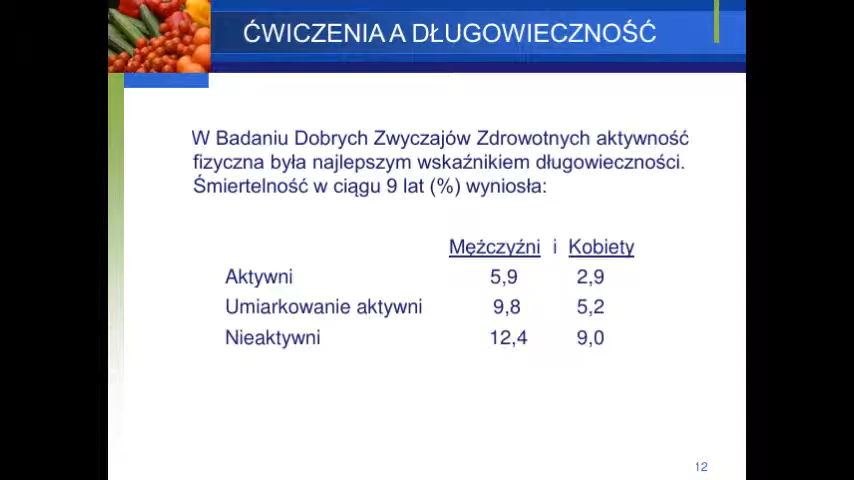 ĆWICZENIA A DŁUGOWIECZNOŚĆ
W Badaniu Dobrych Zwyczajów Zdrowotnych aktywność
fizyczna była najlepszym wskaźnikiem długowieczności.
Śmiertelność w ciągu 9 lat (%) wyniosła:
Mężczyźni i Kobiety
Aktywni 5,9 2,9
Umiarkowanie aktywni 9,8 5,2
Nieaktywni 12,4 9,0
12